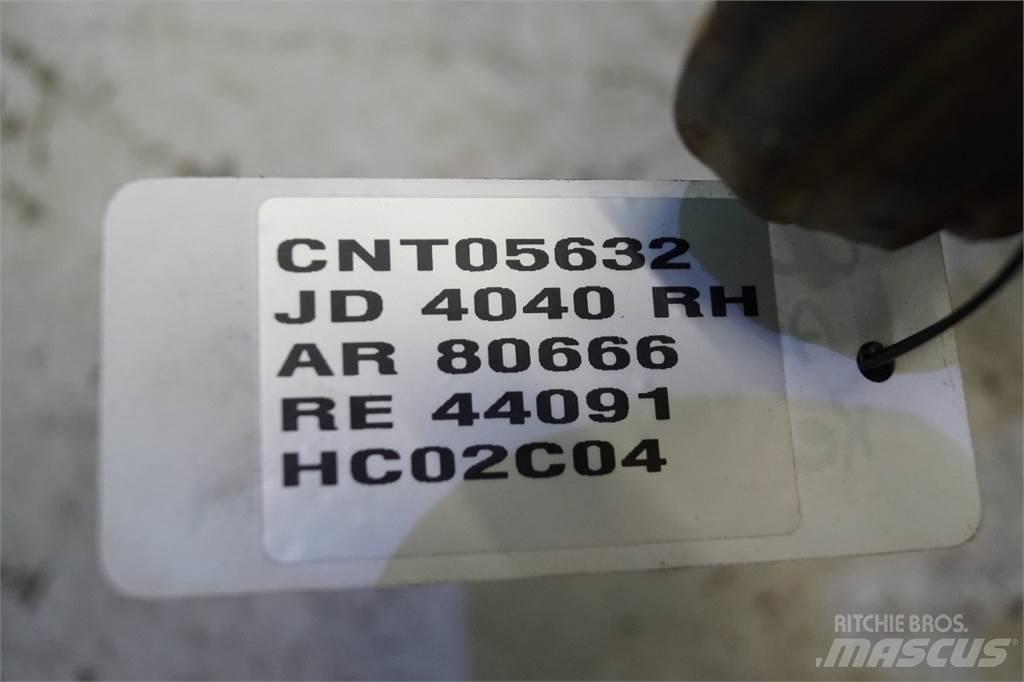 CNT05632
JD 4040 RH
AR 80666
RE 44091
HC02C04
RITCHIE BROS.
MASCUS